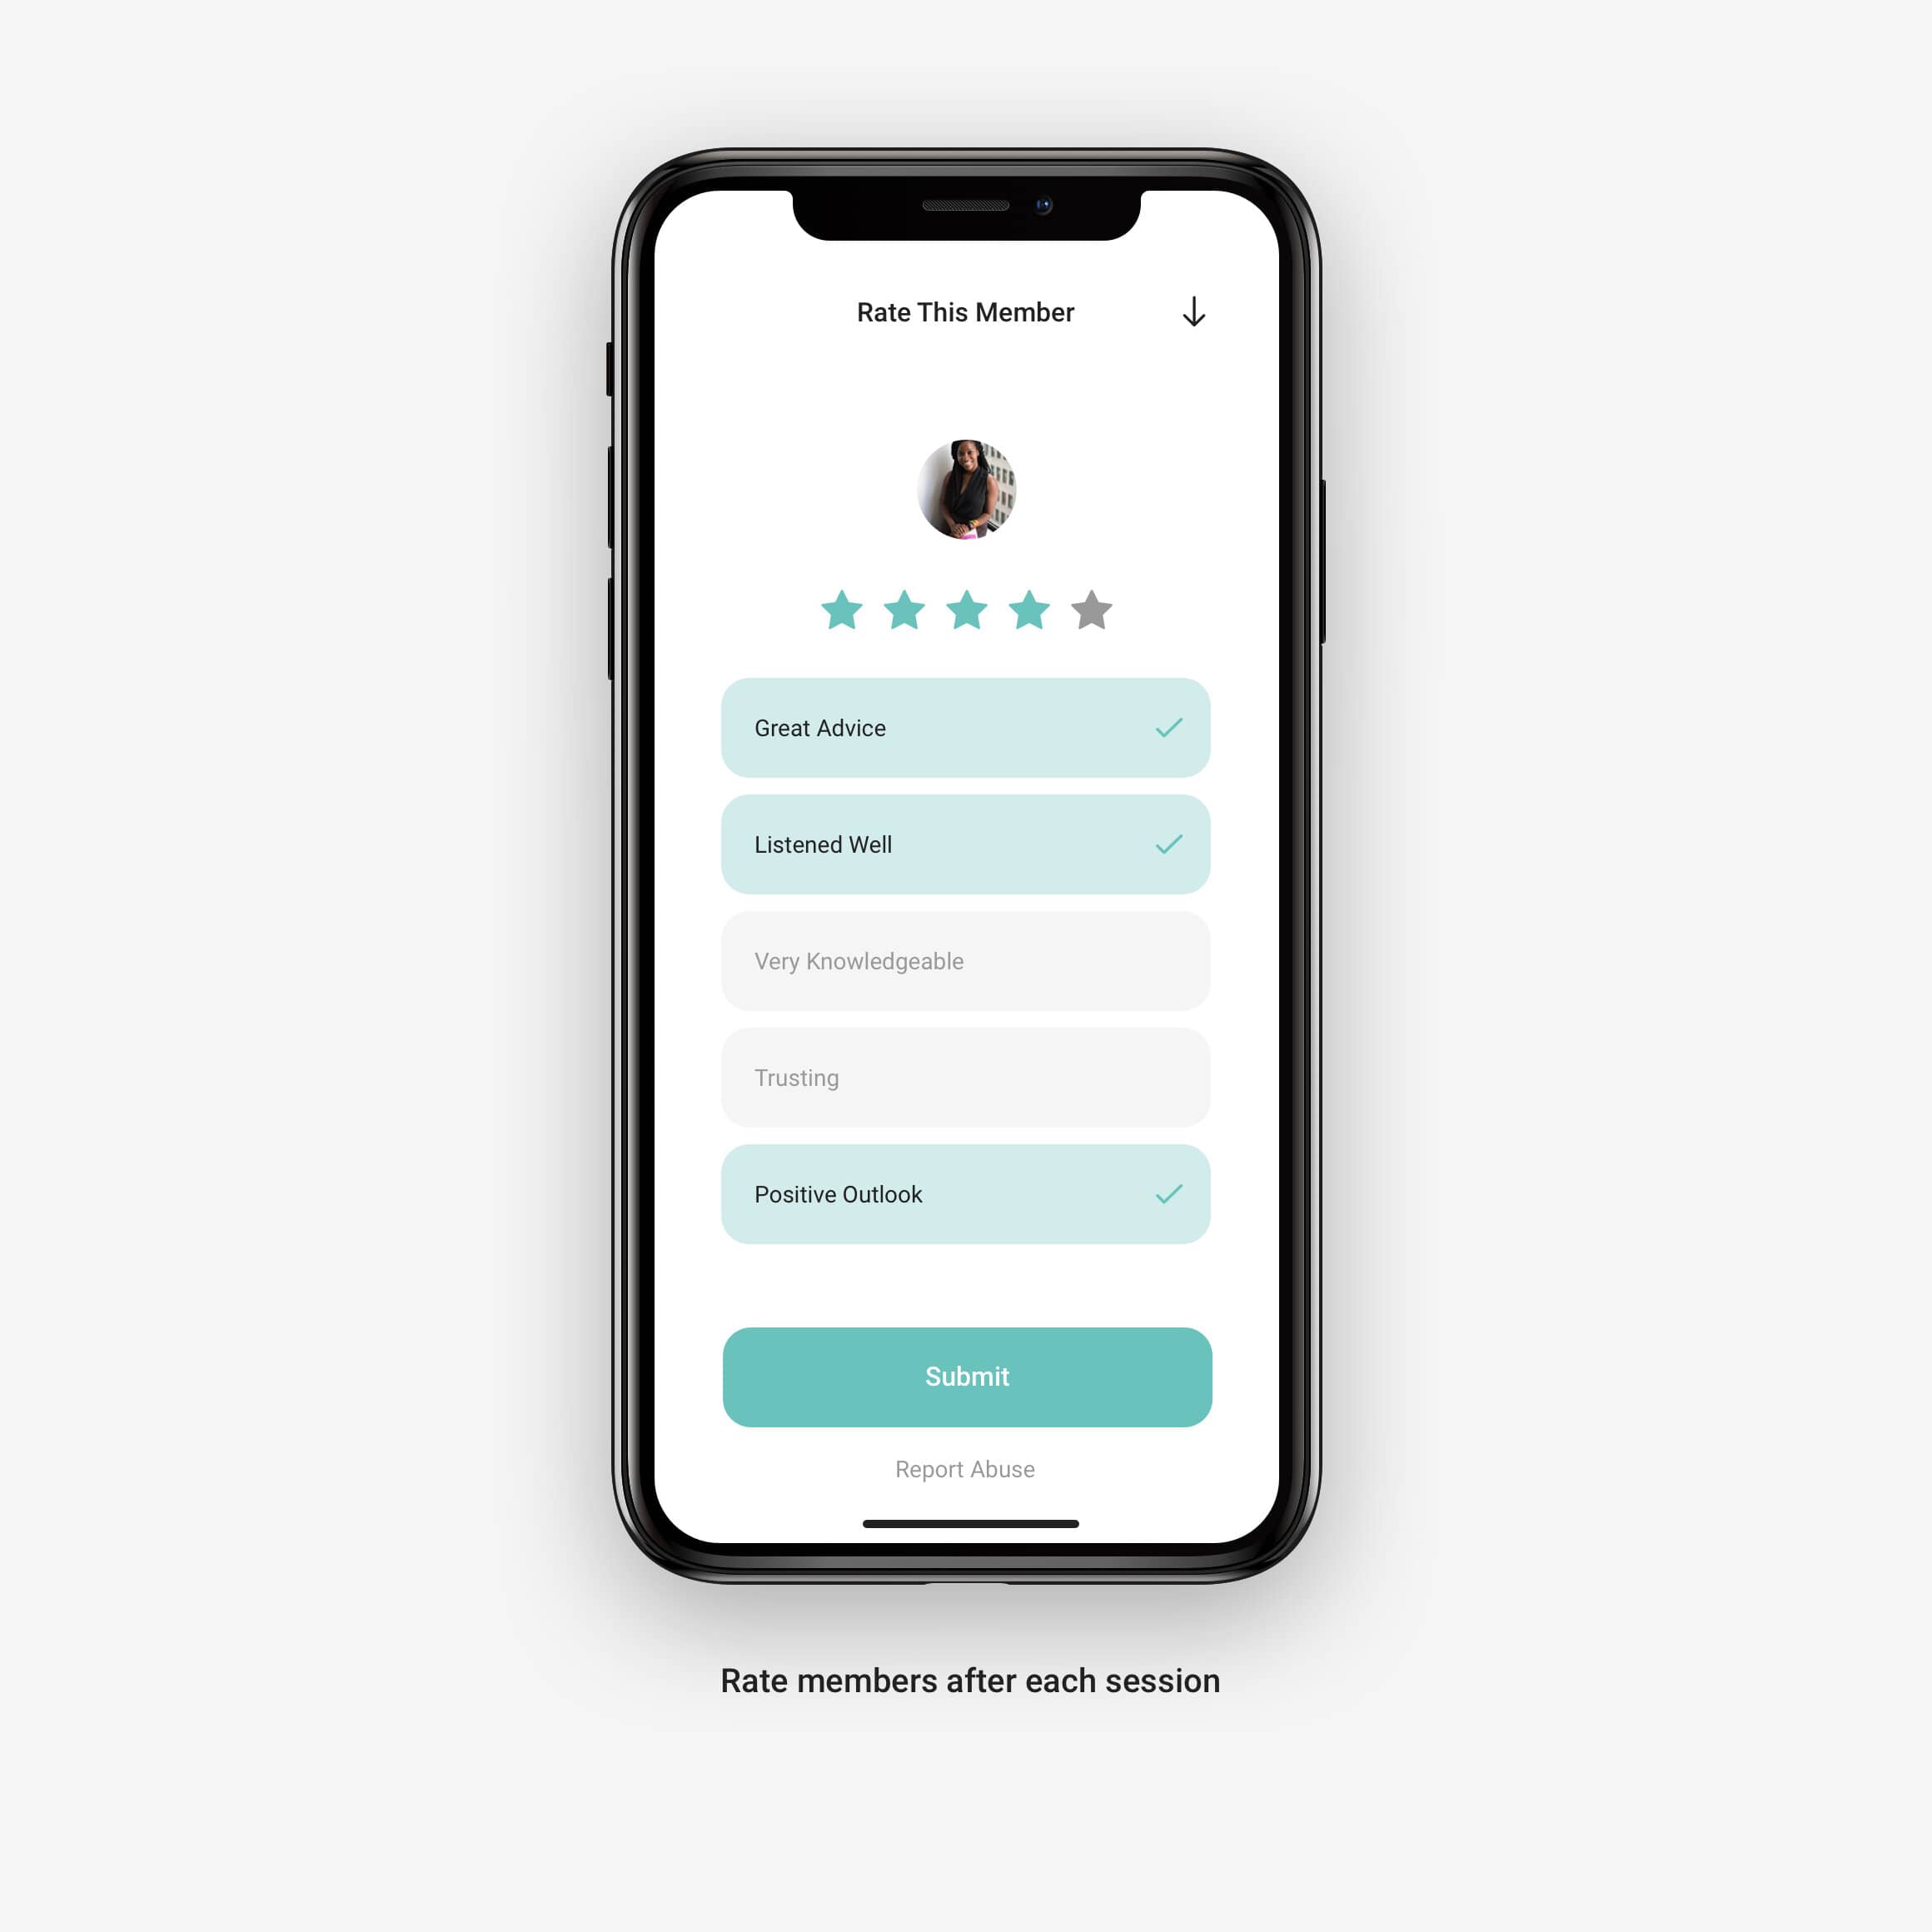 Rate This Member
Great Advice
Listened Well
Very Knowledgeable
Trusting
Positive Outlook
Submit
Report Abuse
Rate members after each session